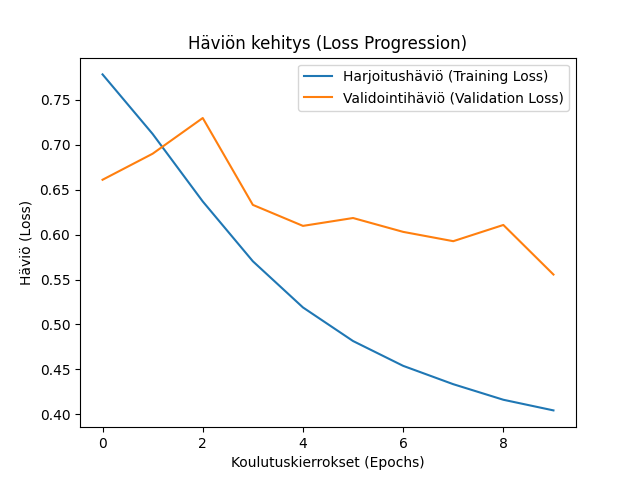 Häviön kehitys (Loss Progression)
Harjoitushäviö (Training Loss)
Validointihäviö (Validation Loss)
Häviö (Loss)
0.75
0.70
0.65
0.60
0.55
0.50
0.45
0.40
0 2 4 6 8
Koulutuskierrokset (Epochs)